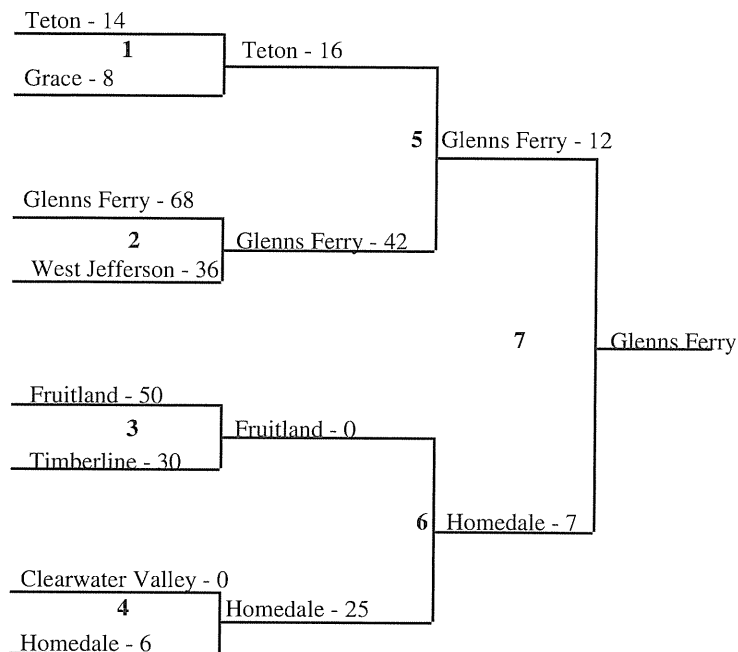 Teton - 14
1
Teton - 16
Grace - 8
5
Glenns Ferry - 12
Glenns Ferry - 68
2
Glenns Ferry - 42
West Jefferson - 36
7
Glenns Ferry
Fruitland - 50
3
Fruitland - 0
Timberline - 30
6
Homedale - 7
Clearwater Valley - 0
4
Homedale - 25
Homedale - 6